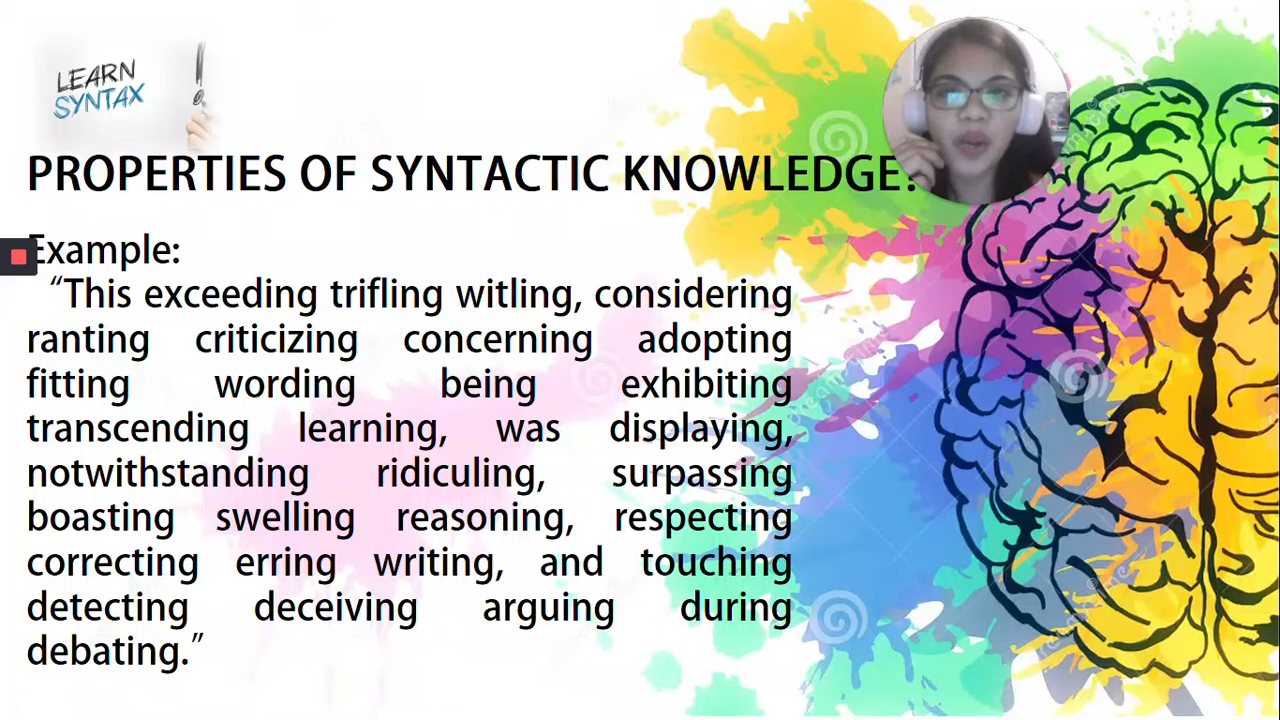 LEARN
SYNTAX
PROPERTIES OF SYNTACTIC KNOWLEDGE:
Example:
“This exceeding trifling witling, considering
ranting criticizing concerning adopting
fitting wording being exhibiting
transcending learning, was displaying,
notwithstanding ridiculing, surpassing
boasting swelling reasoning, respecting
correcting erring writing, and touching
detecting deceiving arguing during
debating.”